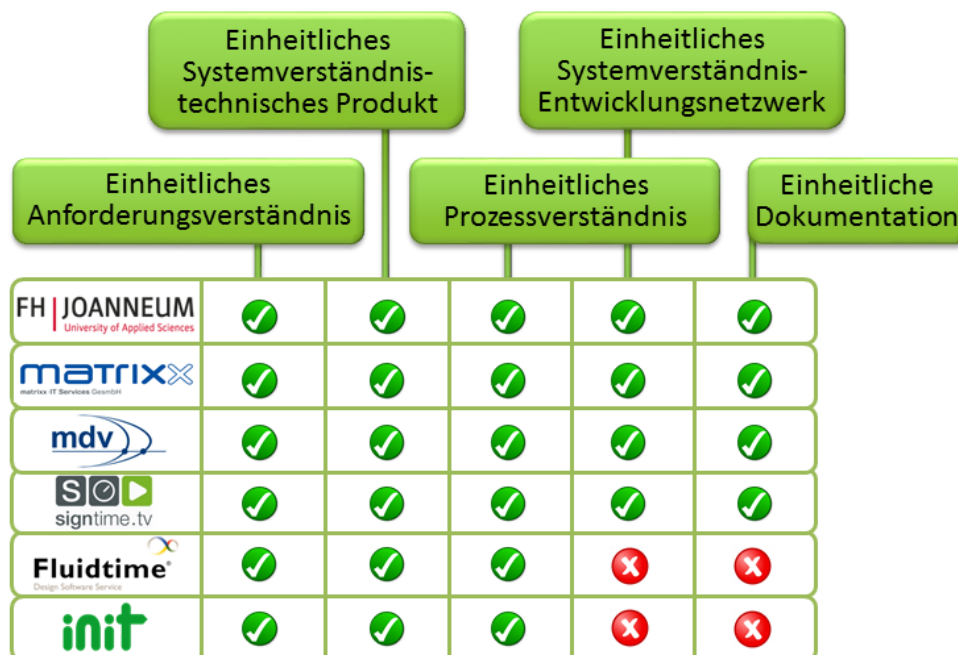 Einheitliches
Systemverständnis-
technisches Produkt
Einheitliches
Systemverständnis-
Entwicklungsnetzwerk
Einheitliches
Anforderungsverständnis
Einheitliches
Prozessverständnis
Einheitliche
Dokumentation
FH | JOANNEUM
University of Applied Sciences
matrixx
matrixx IT Services GesmbH
mdv
S
signtime.tv
Fluidtime®
Design Software Service
init